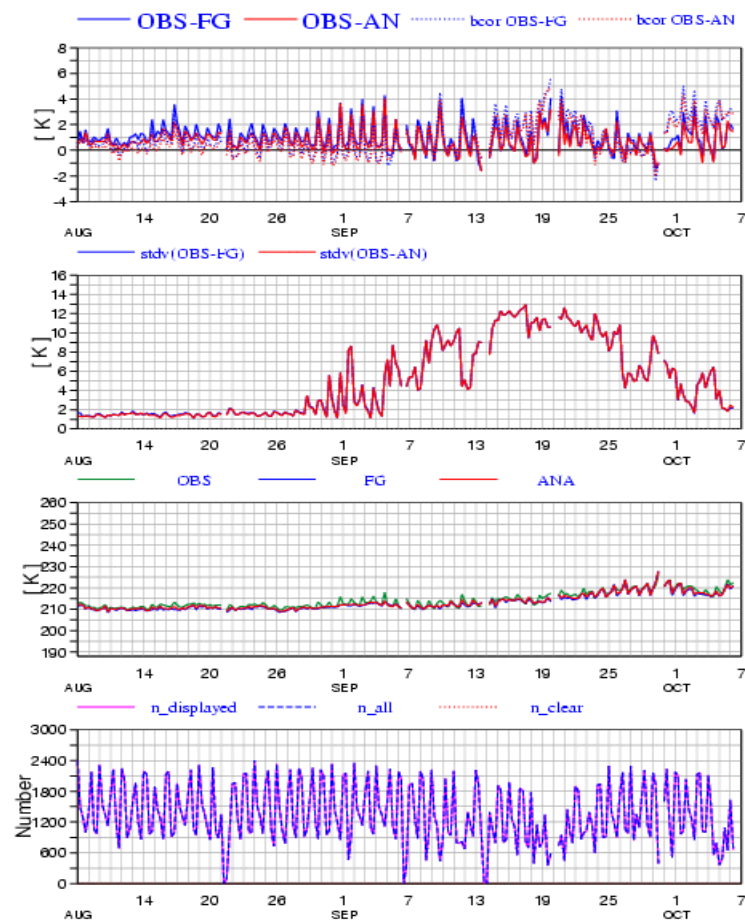 OBS-FG OBS-AN bcor OBS-FG bcor OBS-AN
8
6
4
2
0
-2
-4
[ K ]
14 20 26 1 7 13 19 25 1 7
AUG SEP OCT
stdv(OBS-FG) stdv(OBS-AN)
16
14
12
10
8
6
4
2
0
[ K ]
14 20 26 1 7 13 19 25 1 7
AUG SEP OCT
OBS FG ANA
260
250
240
230
220
210
200
190
[ K ]
14 20 26 1 7 13 19 25 1 7
AUG SEP OCT
n_displayed n_all n_clear
3000
2400
1800
1200
600
0
Number
14 20 26 1 7 13 19 25 1 7
AUG SEP OCT